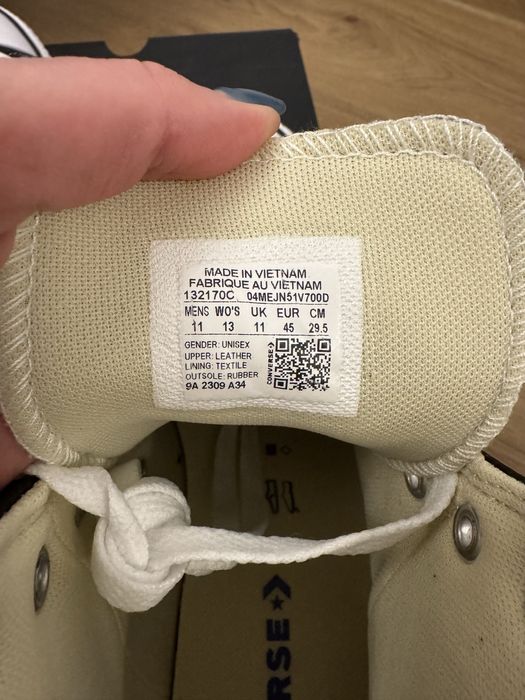 MADE IN VIETNAM
FABRIQUE AU VIETNAM
132170C 04MEJN51V700D
MENS WO'S UK EUR CM
11 13 11 45 29.5
GENDER: UNISEX
UPPER: LEATHER
LINING: TEXTILE
OUTSOLE: RUBBER
9A 2309 A34
CONVERSE
RSE